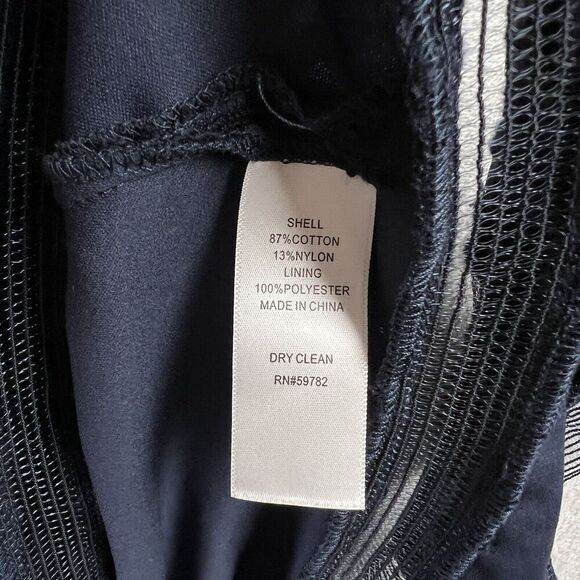 SHELL
87%COTTON
13%NYLON
LINING
100%POLYESTER
MADE IN CHINA
DRY CLEAN
RN#59782